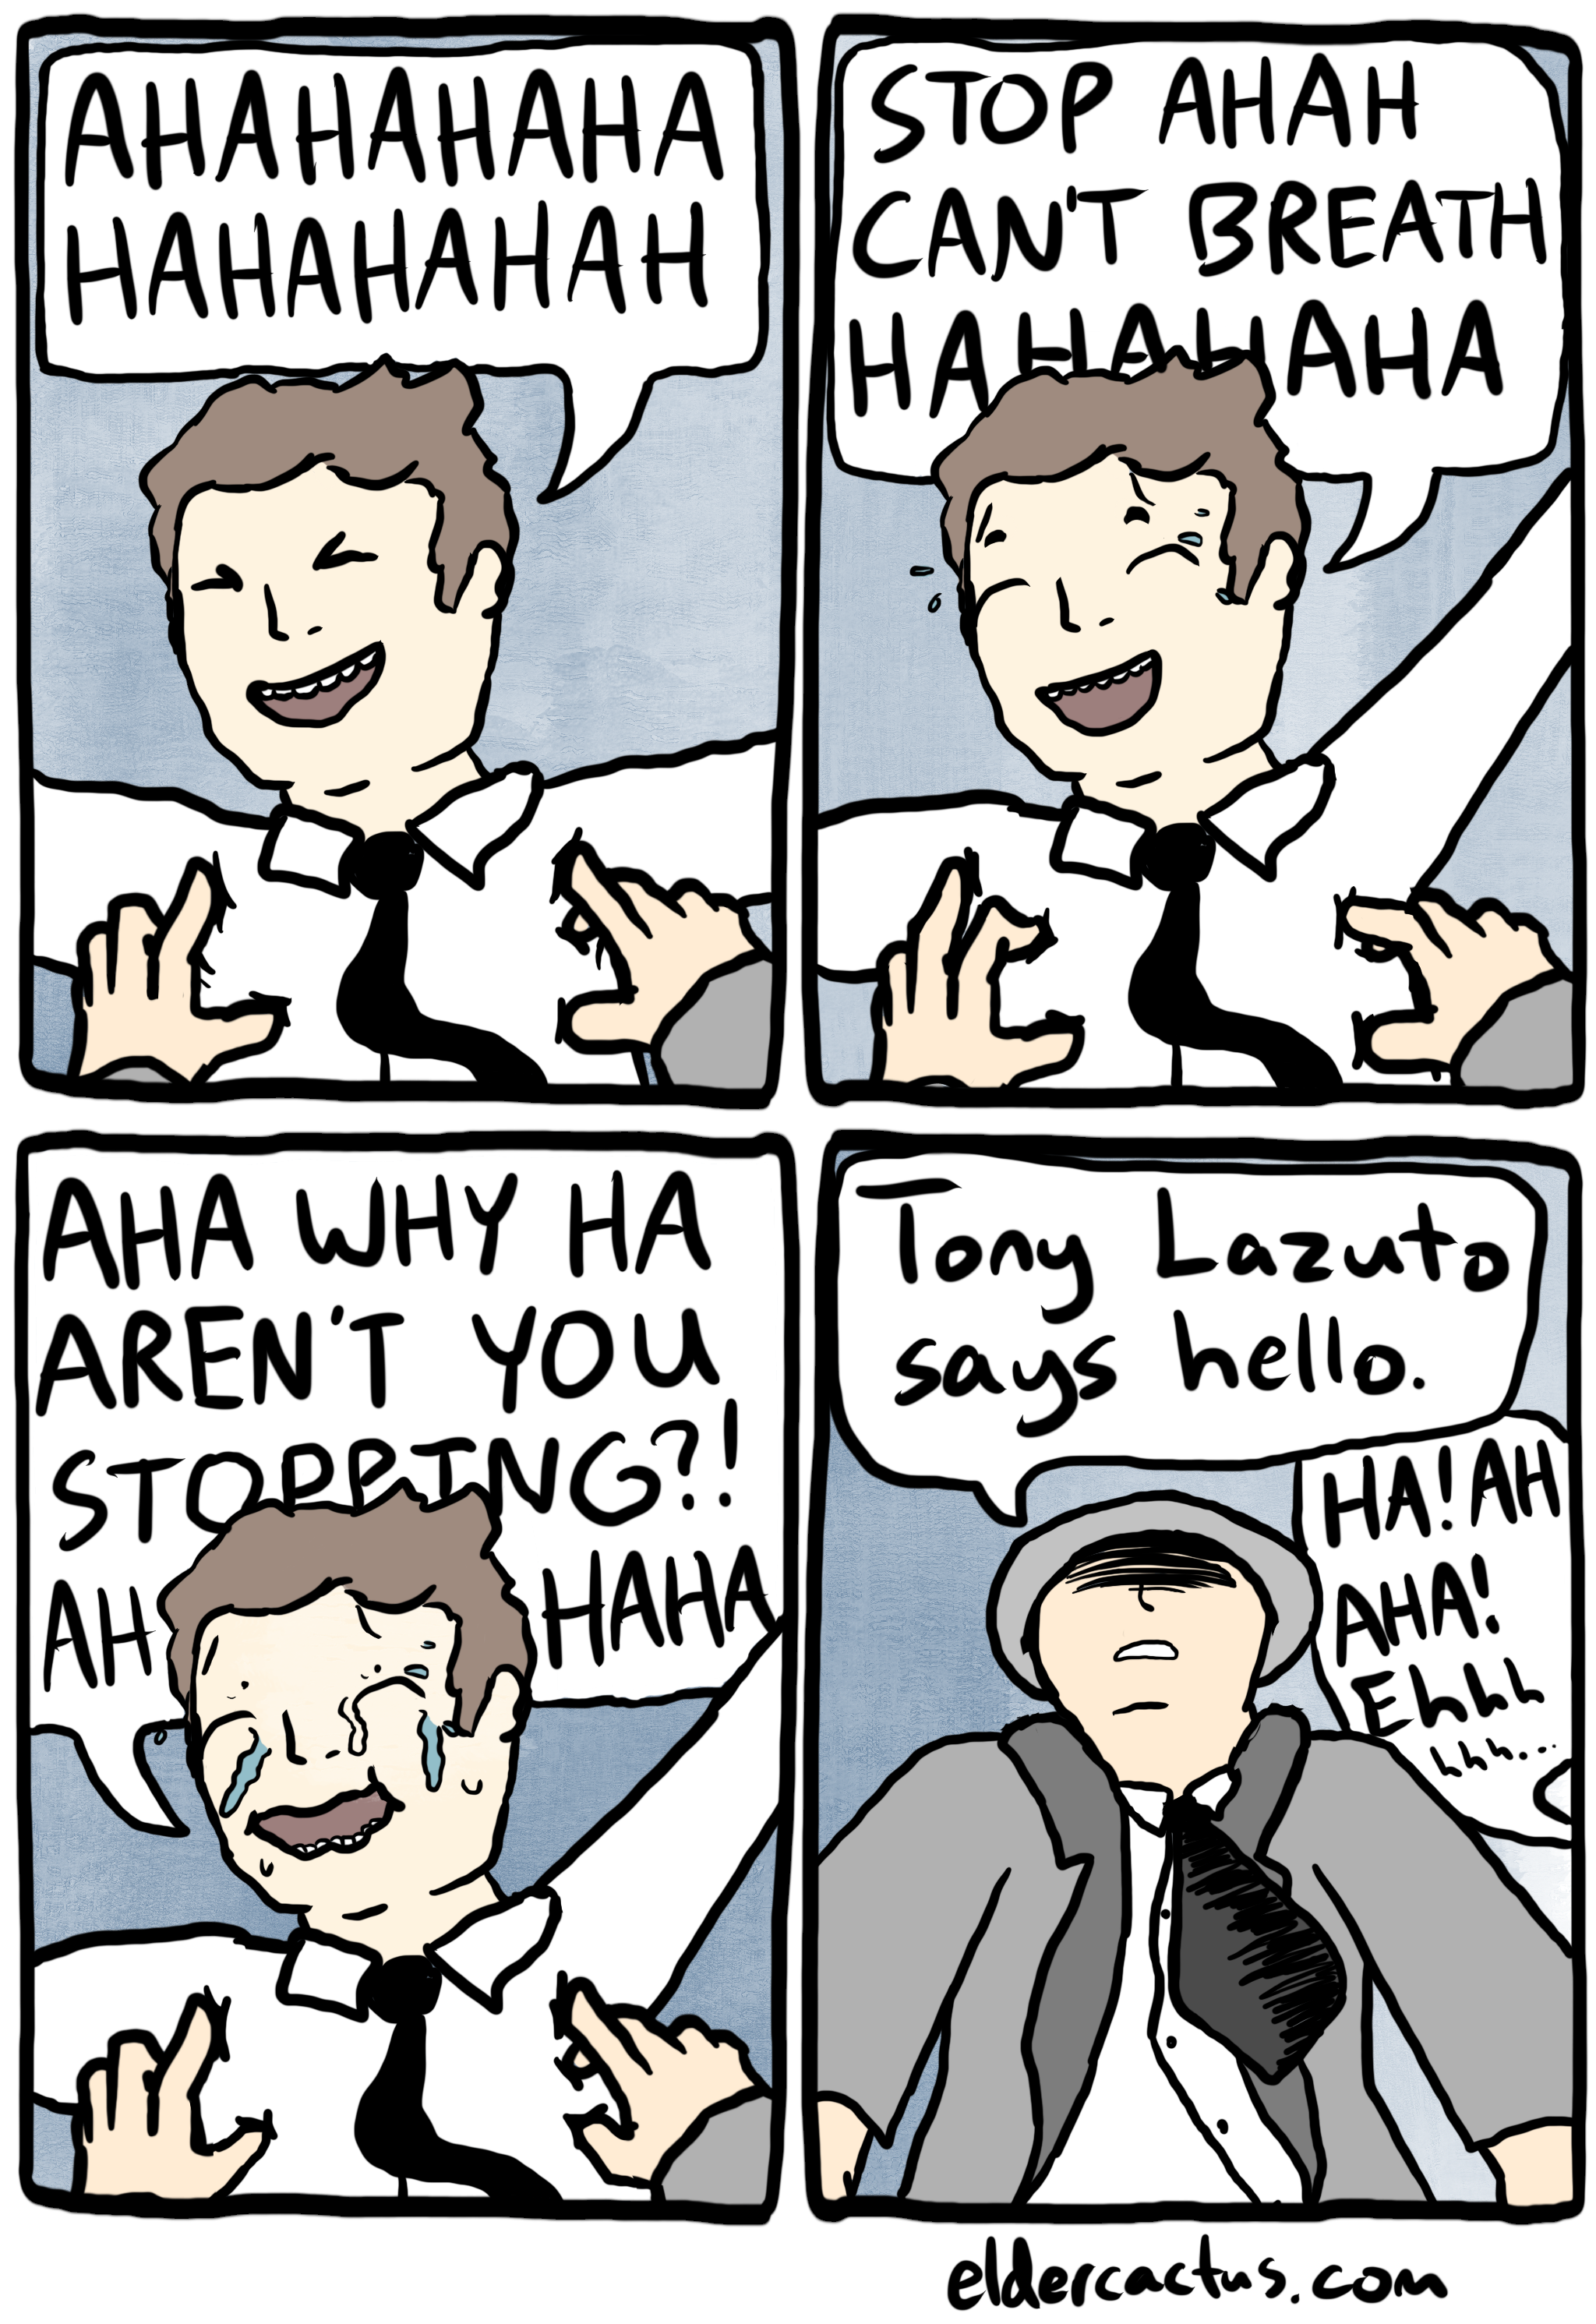 AHAHAHAHA
HAHAHAHAH
STOP AHAH
CAN'T BREATH
HAHAHAHAHA
AHA WHY HA
AREN'T YOU
STOPPING?!
AH HAHA
Tony Lazuto
says hello.
HA! AH
AHA!
Ehhh
hhh...
eldercactus.com